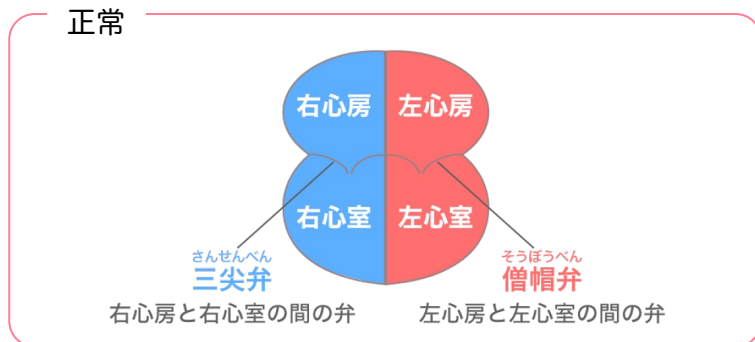 正常
右心房 左心房
右心室 左心室
さんせんべん
三尖弁
右心房と右心室の間の弁
そうぼうべん
僧帽弁
左心房と左心室の間の弁